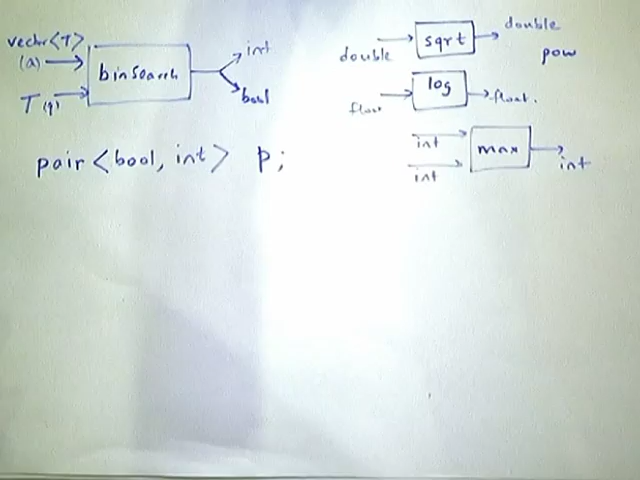 vector<T>
(a)
T(q)
binSearch
int
bool
pair <bool, int> p;
double
sqrt
double
pow
float
log
float.
int
int
max
int